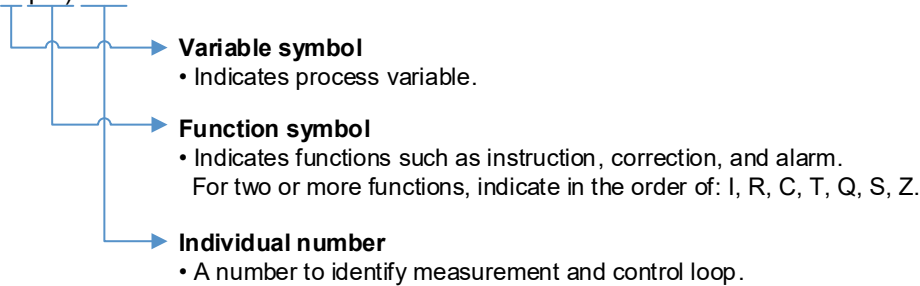 Variable symbol
• Indicates process variable.
Function symbol
• Indicates functions such as instruction, correction, and alarm.
For two or more functions, indicate in the order of: I, R, C, T, Q, S, Z.
Individual number
• A number to identify measurement and control loop.